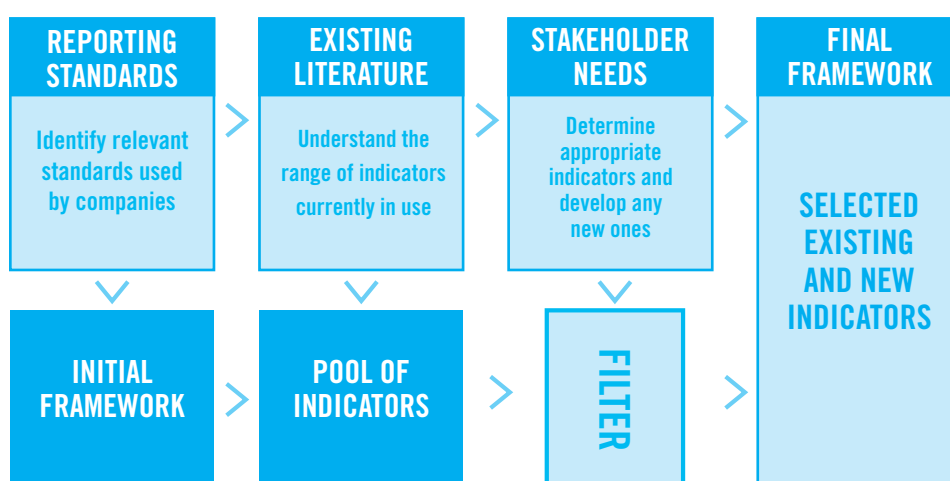 REPORTING
STANDARDS
Identify relevant
standards used
by companies
EXISTING
LITERATURE
Understand the
range of indicators
currently in use
STAKEHOLDER
NEEDS
Determine
appropriate
indicators and
develop any
new ones
FINAL
FRAMEWORK
SELECTED
EXISTING
AND NEW
INDICATORS
INITIAL
FRAMEWORK
POOL OF
INDICATORS
FILTER